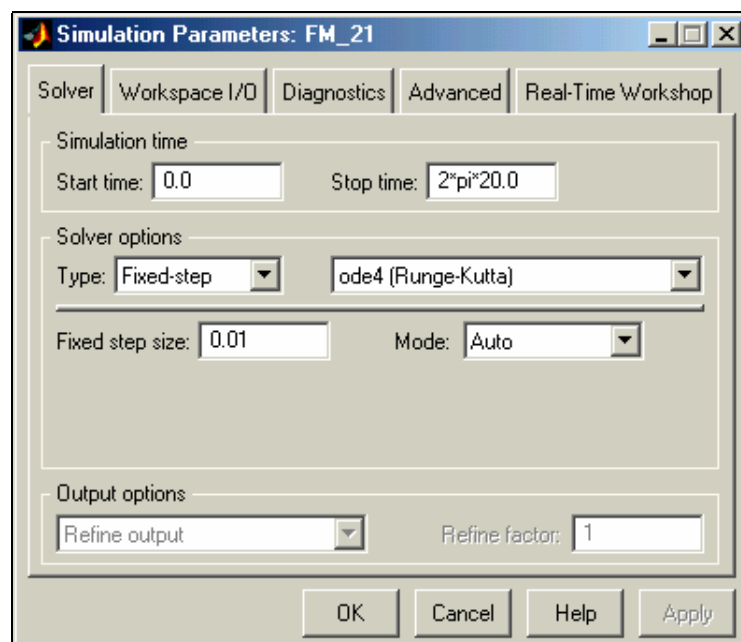 Simulation Parameters: FM_21
Solver Workspace I/O Diagnostics Advanced Real-Time Workshop
Simulation time
Start time: 0.0 Stop time: 2*pi*20.0
Solver options
Type: Fixed-step ode4 (Runge-Kutta)
Fixed step size: 0.01 Mode: Auto
Output options
Refine output Refine factor: 1
OK Cancel Help Apply